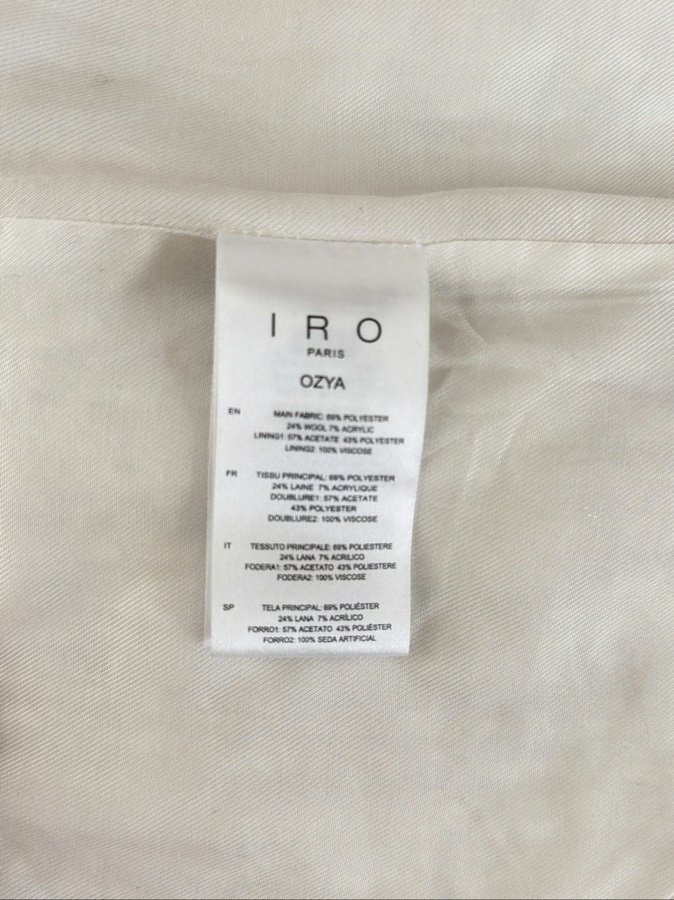 IRO
PARIS
OZYA
EN MAIN FABRIC: 69% POLYESTER
24% WOOL 7% ACRYLIC
LINING1: 57% ACETATE 43% POLYESTER
LINING2: 100% VISCOSE
FR TISSU PRINCIPAL: 69% POLYESTER
24% LAINE 7% ACRYLIQUE
DOUBLURE1: 57% ACETATE
43% POLYESTER
DOUBLURE2: 100% VISCOSE
IT TESSUTO PRINCIPALE: 69% POLIESTERE
24% LANA 7% ACRILICO
FODERA1: 57% ACETATO 43% POLIESTERE
FODERA2: 100% VISCOSE
SP TELA PRINCIPAL: 69% POLIÉSTER
24% LANA 7% ACRÍLICO
FORRO1: 57% ACETATO 43% POLIÉSTER
FORRO2: 100% SEDA ARTIFICIAL